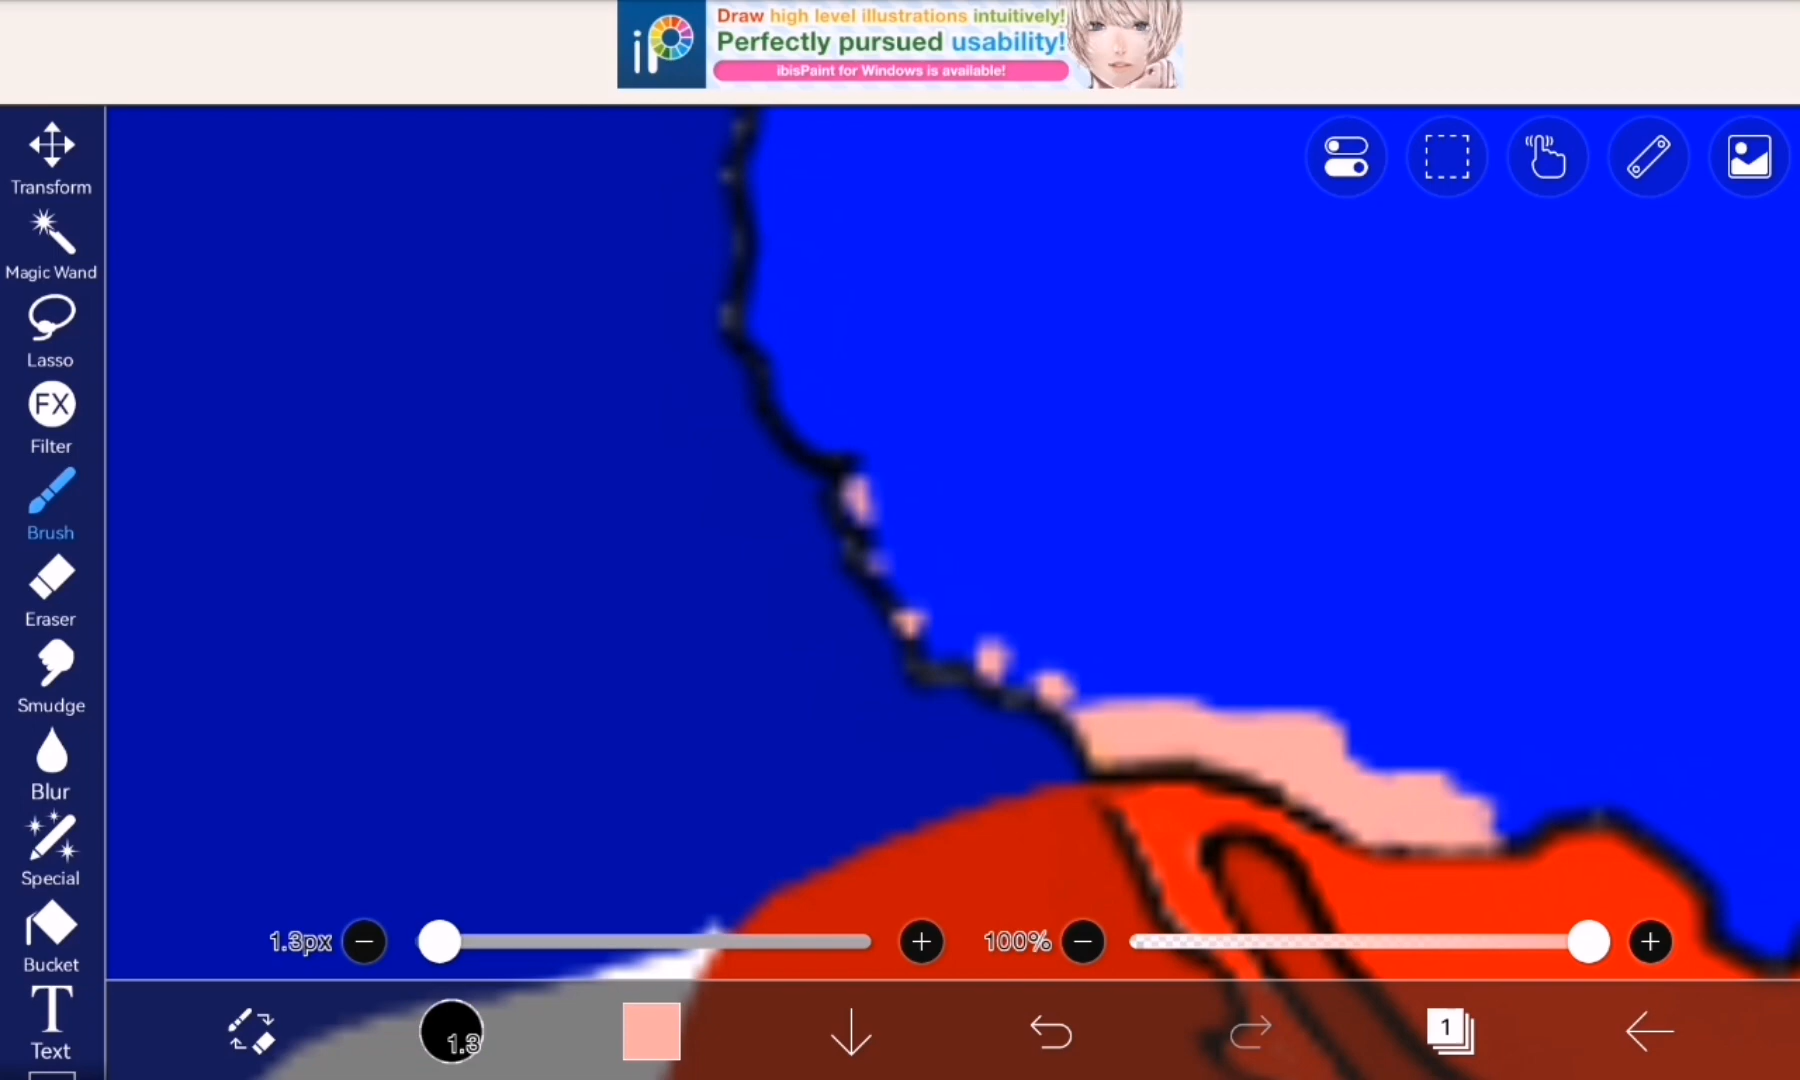 iP
Draw high level illustrations intuitively!
Perfectly pursued usability!
ibisPaint for Windows is available!
Transform
Magic Wand
Lasso
FX
Filter
Brush
Eraser
Smudge
Blur
Special
Bucket
T
Text
1.3px
100%
1.3
1